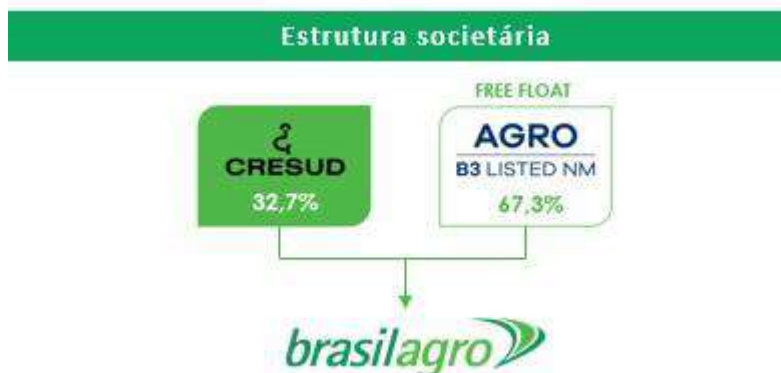 Estrutura societária
FREE FLOAT
CRESUD
32,7%
AGRO
B3 LISTED NM
67,3%
brasilagro